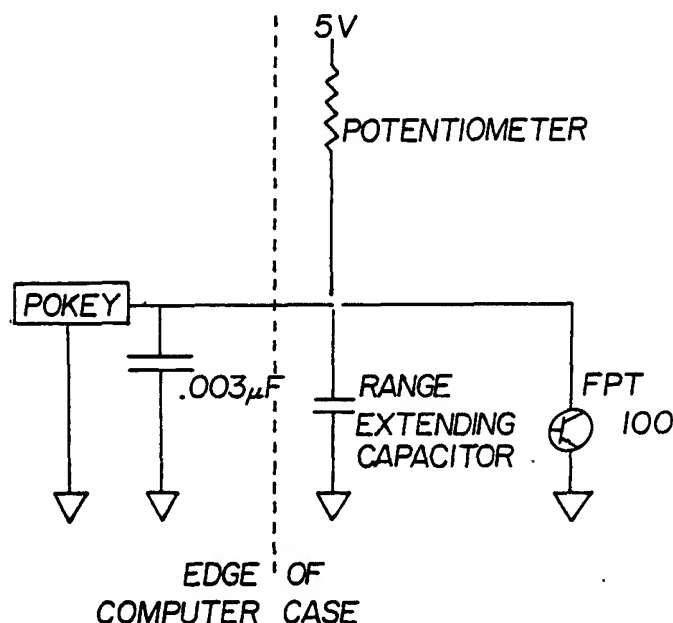 5V
POTENTIOMETER
POKEY
.003μF
RANGE
EXTENDING
CAPACITOR
FPT
100
EDGE OF
COMPUTER CASE